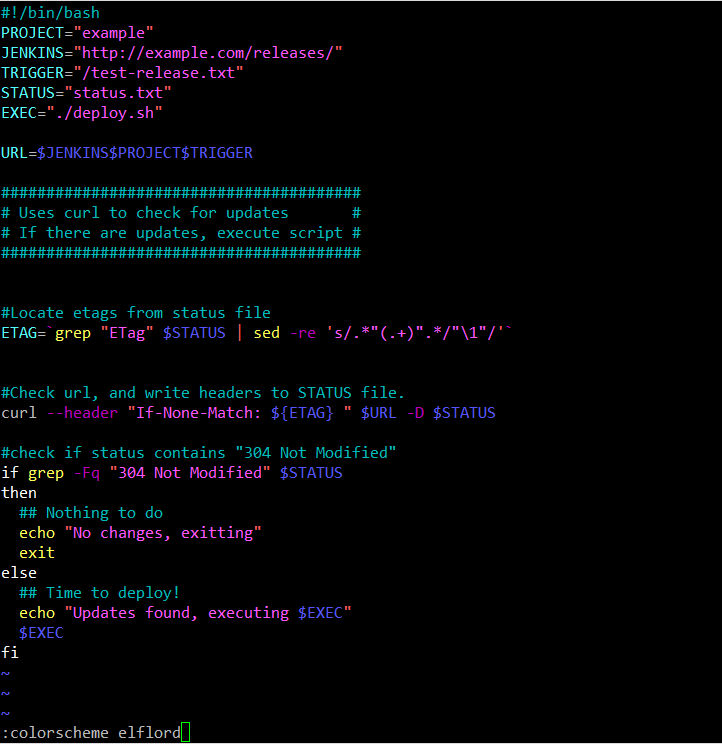 #!/bin/bash
PROJECT="example"
JENKINS="http://example.com/releases/"
TRIGGER="/test-release.txt"
STATUS="status.txt"
EXEC="./deploy.sh"
URL=$JENKINS$PROJECT$TRIGGER
########################################
# Uses curl to check for updates       #
# If there are updates, execute script #
########################################
#Locate etags from status file
ETAG=`grep "ETag" $STATUS | sed -re 's/.*"(.+)".*/"\1"/'`
#Check url, and write headers to STATUS file.
curl --header "If-None-Match: ${ETAG} " $URL -D $STATUS
#check if status contains "304 Not Modified"
if grep -Fq "304 Not Modified" $STATUS
then
  ## Nothing to do
  echo "No changes, exitting"
  exit
else
  ## Time to deploy!
  echo "Updates found, executing $EXEC"
  $EXEC
fi
~
~
~
:colorscheme elflord